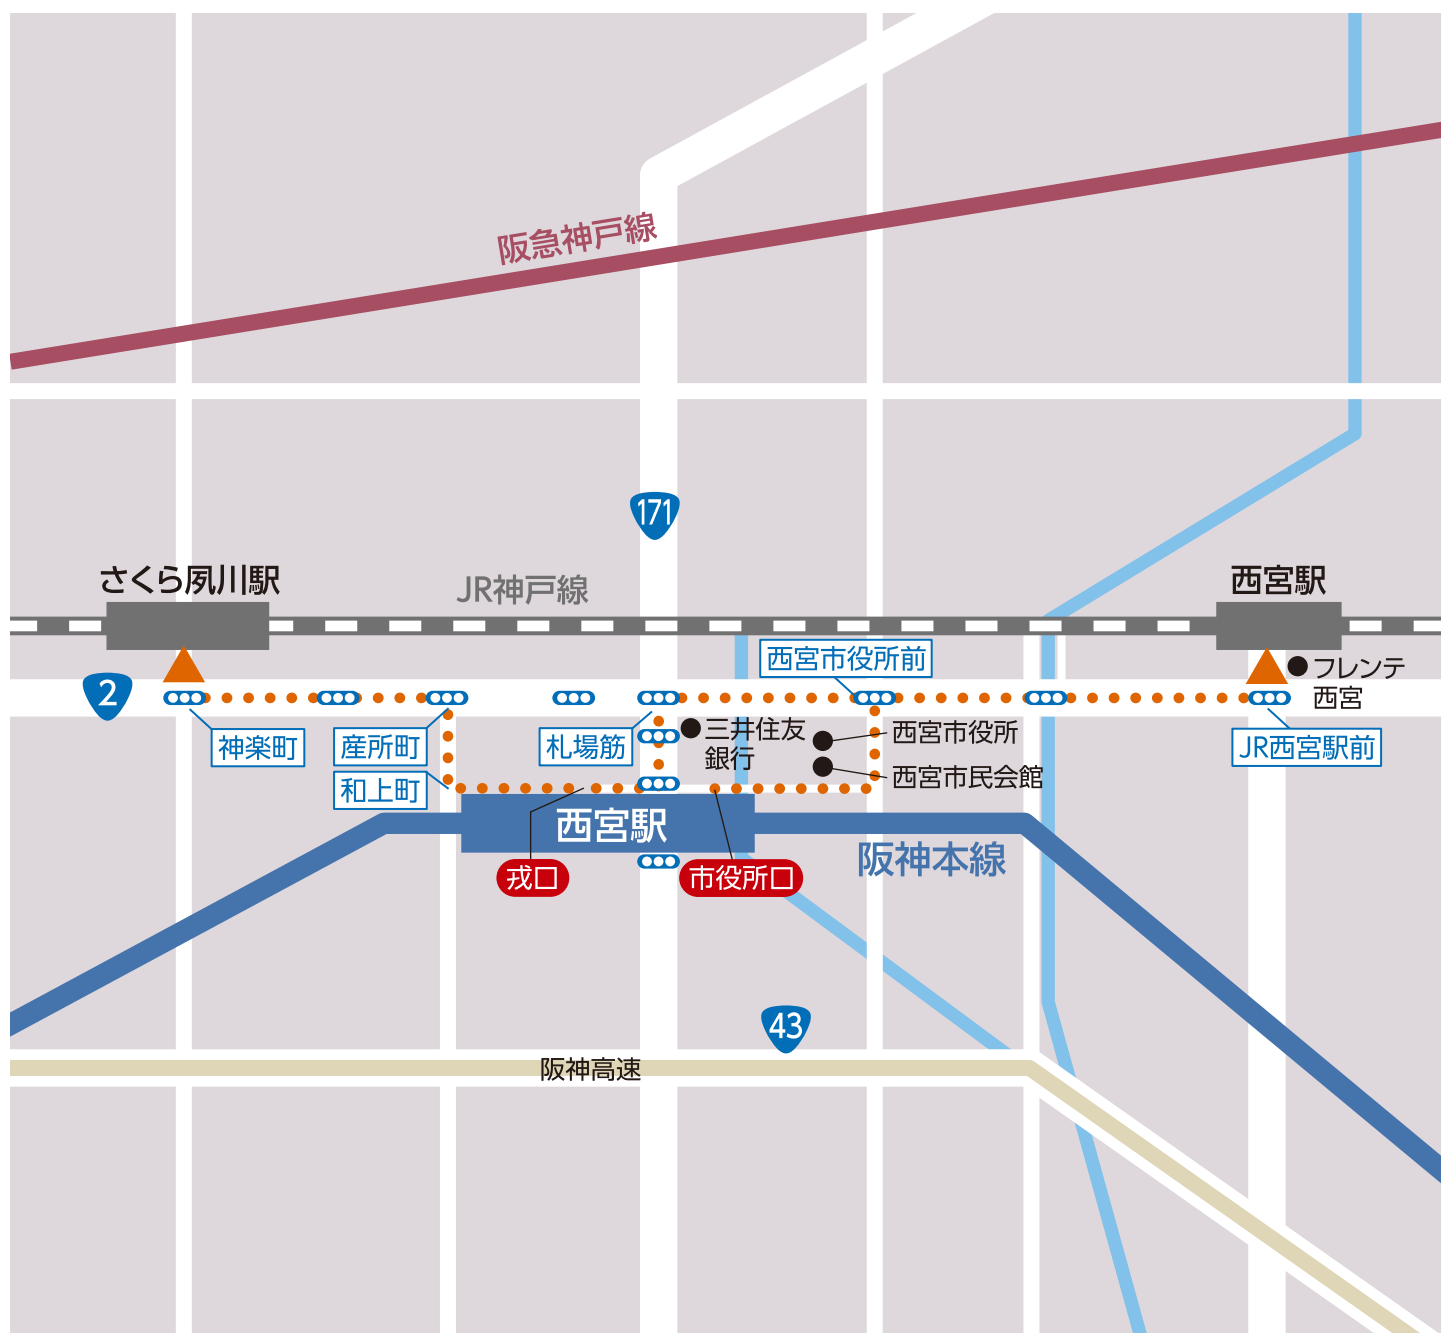 阪急神戸線
171
さくら夙川駅
JR神戸線
西宮駅
西宮市役所前
フレンテ
西宮
2
神楽町
産所町
札場筋
三井住友
銀行
西宮市役所
JR西宮駅前
和上町
西宮市民会館
西宮駅
阪神本線
戎口
市役所口
43
阪神高速